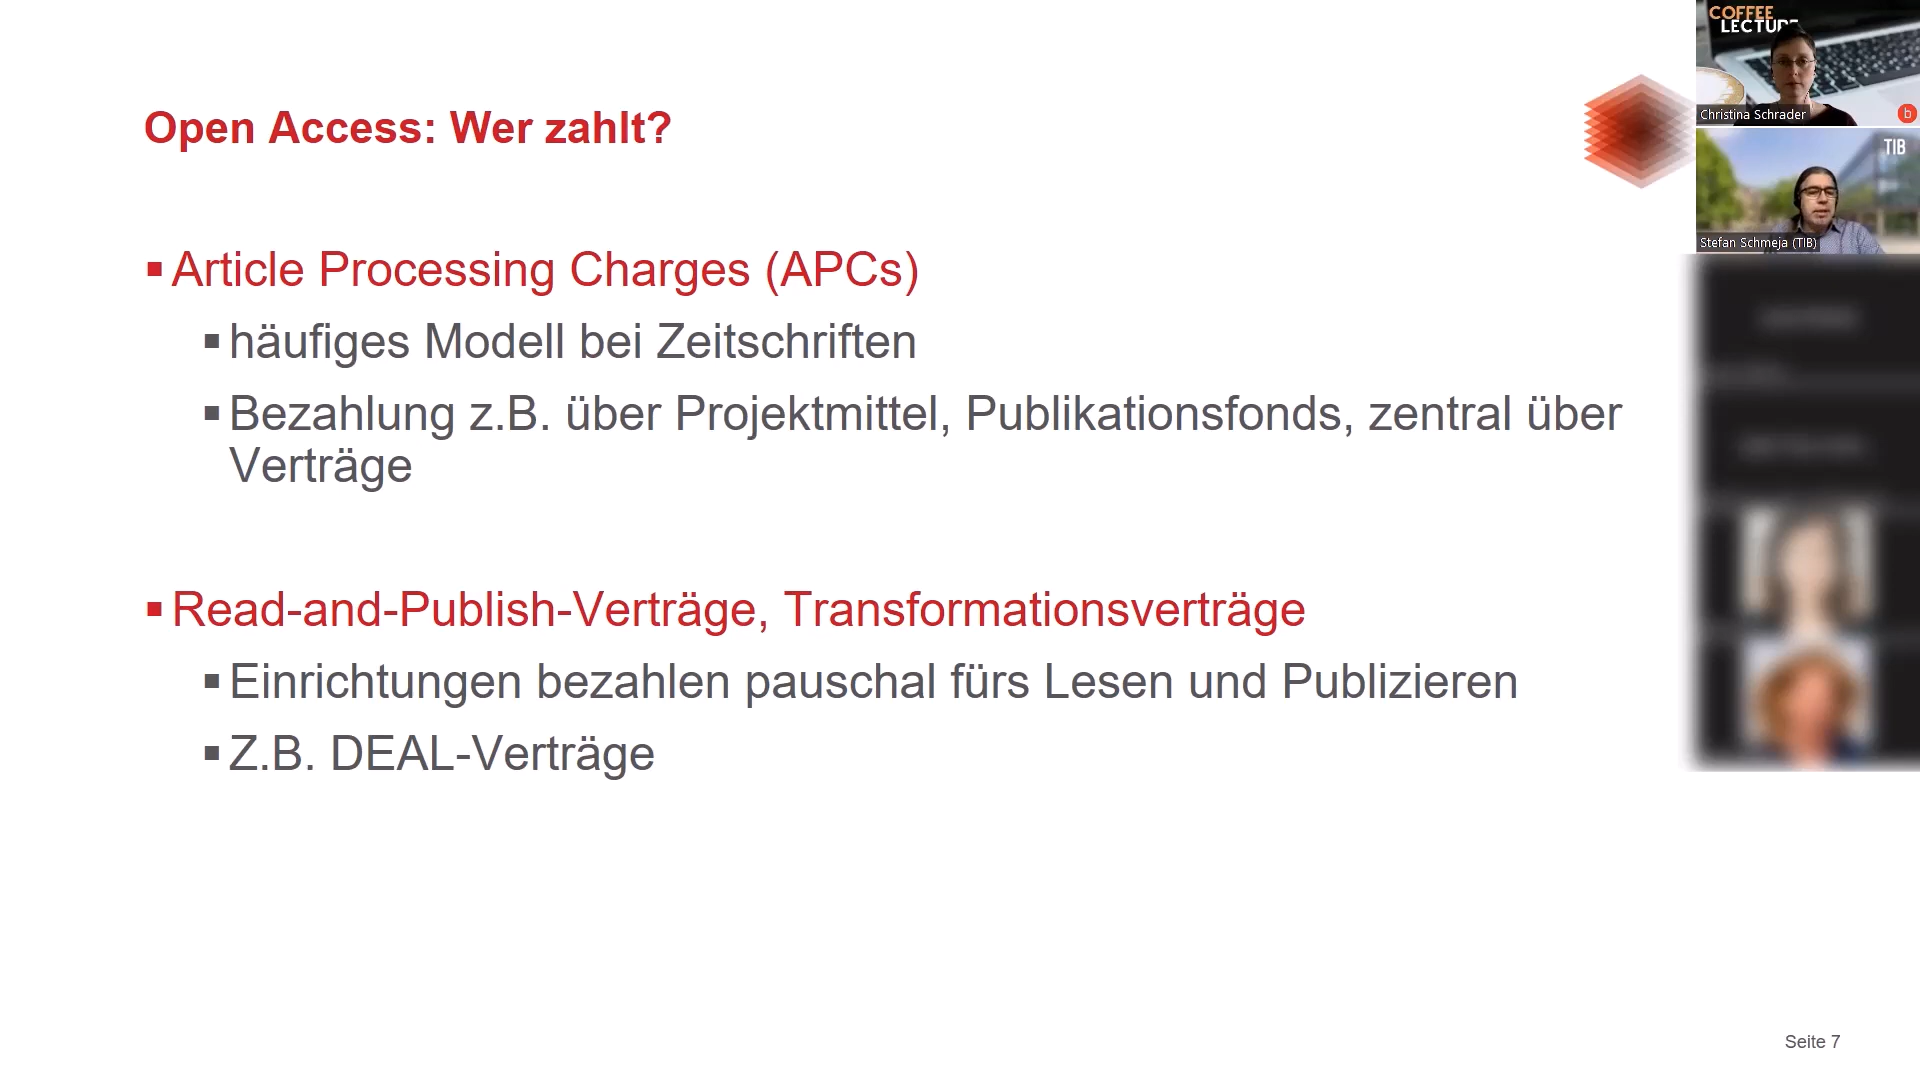 Open Access: Wer zahlt?
▪ Article Processing Charges (APCs)
▪ häufiges Modell bei Zeitschriften
▪ Bezahlung z.B. über Projektmittel, Publikationsfonds, zentral über
Verträge
▪ Read-and-Publish-Verträge, Transformationsverträge
▪ Einrichtungen bezahlen pauschal fürs Lesen und Publizieren
▪ Z.B. DEAL-Verträge
COFFEE
LECTURE
b
Christina Schrader
TIB
Stefan Schmeja (TIB)
Seite 7